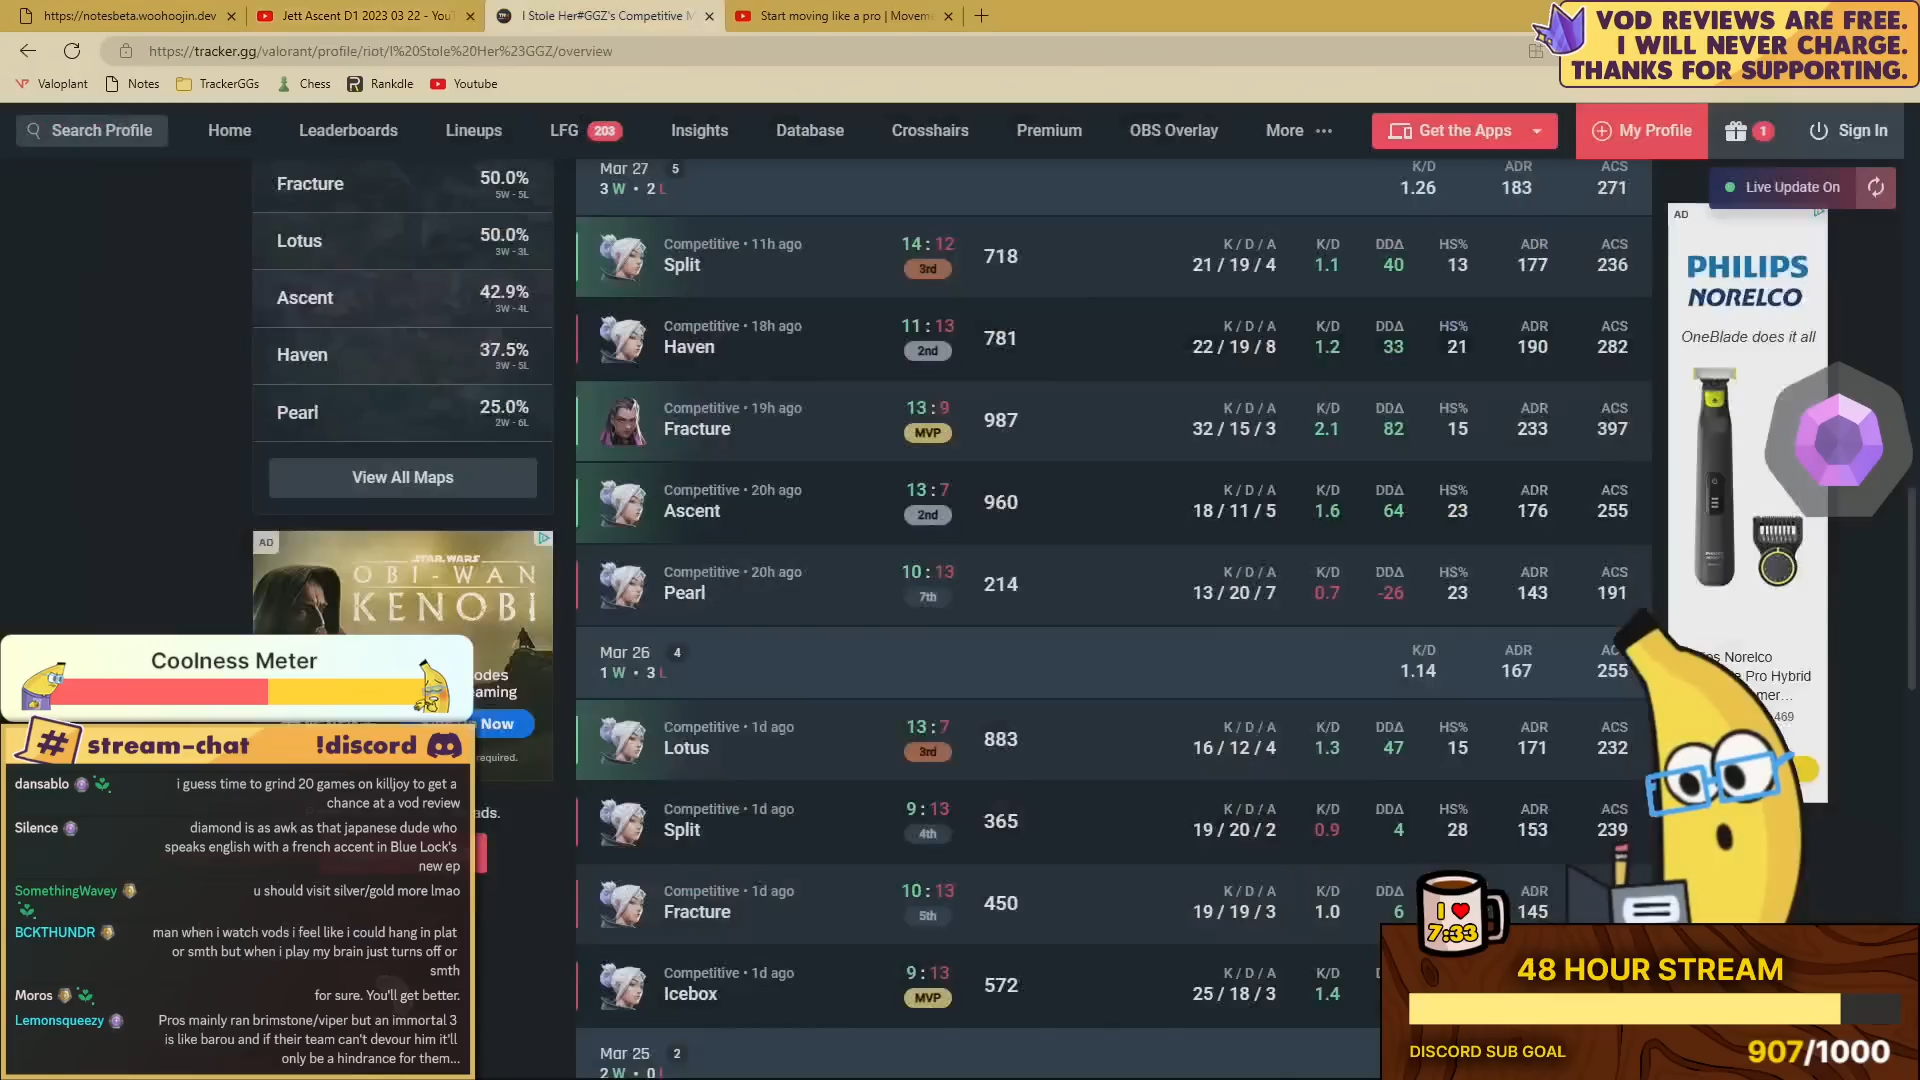 https://notesbeta.woohoojin.dev
Jett Ascent D1 2023 03 22 - You
I Stole Her#GGZ's Competitive M
Start moving like a pro | Movem
https://tracker.gg/valorant/profile/riot/I%20Stole%20Her%23GGZ/overview
Valoplant
Notes
TrackerGGs
Chess
Rankdle
Youtube
VOD REVIEWS ARE FREE.
I WILL NEVER CHARGE.
THANKS FOR SUPPORTING.
Search Profile
Home
Leaderboards
Lineups
LFG 203
Insights
Database
Crosshairs
Premium
OBS Overlay
More
Get the Apps
My Profile
1
Sign In
Live Update On
Fracture 50.0%
5W - 5L
Lotus 50.0%
3W - 3L
Ascent 42.9%
3W - 4L
Haven 37.5%
3W - 5L
Pearl 25.0%
2W - 6L
View All Maps
AD
STAR WARS
OBI-WAN
KENOBI
Now
required.
Mar 27 5 K/D ADR ACS
3 W • 2 L 1.26 183 271
Competitive • 11h ago 14 : 12 K / D / A K/D DDΔ HS% ADR ACS
Split 3rd 718 21 / 19 / 4 1.1 40 13 177 236
Competitive • 18h ago 11 : 13 K / D / A K/D DDΔ HS% ADR ACS
Haven 2nd 781 22 / 19 / 8 1.2 33 21 190 282
Competitive • 19h ago 13 : 9 K / D / A K/D DDΔ HS% ADR ACS
Fracture MVP 987 32 / 15 / 3 2.1 82 15 233 397
Competitive • 20h ago 13 : 7 K / D / A K/D DDΔ HS% ADR ACS
Ascent 2nd 960 18 / 11 / 5 1.6 64 23 176 255
Competitive • 20h ago 10 : 13 K / D / A K/D DDΔ HS% ADR ACS
Pearl 7th 214 13 / 20 / 7 0.7 -26 23 143 191
Mar 26 4 K/D ADR
1 W • 3 L 1.14 167 255
Competitive • 1d ago 13 : 7 K / D / A K/D DDΔ HS% ADR ACS
Lotus 3rd 883 16 / 12 / 4 1.3 47 15 171 232
Competitive • 1d ago 9 : 13 K / D / A K/D DDΔ HS% ADR ACS
Split 4th 365 19 / 20 / 2 0.9 4 28 153 239
Competitive • 1d ago 10 : 13 K / D / A K/D DDΔ HS% ADR
Fracture 5th 450 19 / 19 / 3 1.0 6 145
Competitive • 1d ago 9 : 13 K / D / A K/D
Icebox MVP 572 25 / 18 / 3 1.4
Mar 25 2
2 W • 0
AD
PHILIPS
NORELCO
OneBlade does it all
Norelco
Pro Hybrid
469
Coolness Meter
# stream-chat !discord
dansablo i guess time to grind 20 games on killjoy to get a
chance at a vod review
Silence diamond is as awk as that japanese dude who
speaks english with a french accent in Blue Lock's
new ep
SomethingWavey u should visit silver/gold more lmao
BCKTHUNDR man when i watch vods i feel like i could hang in plat
or smth but when i play my brain just turns off or
smth
Moros for sure. You'll get better.
Lemonsqueezy Pros mainly ran brimstone/viper but an immortal 3
is like barou and if their team can't devour him it'll
only be a hindrance for them...
I
7:33
48 HOUR STREAM
DISCORD SUB GOAL 907/1000